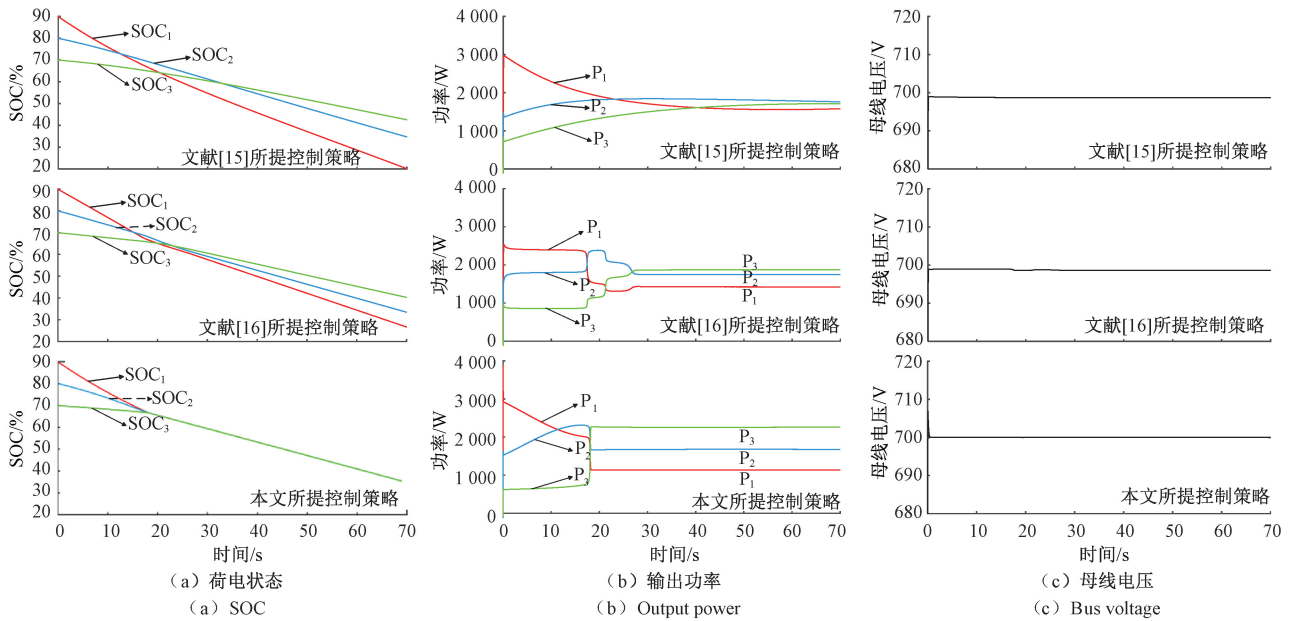 SOC/%
90
80
70
60
50
40
30
20
SOC₁
SOC₂
SOC₃
文献[15]所提控制策略
功率/W
4 000
3 000
2 000
1 000
0
P₁
P₂
P₃
文献[15]所提控制策略
母线电压/V
720
710
700
690
680
文献[15]所提控制策略
SOC/%
90
80
70
60
50
40
30
20
SOC₁
SOC₂
SOC₃
文献[16]所提控制策略
功率/W
4 000
3 000
2 000
1 000
0
P₁
P₂
P₃
P₃
P₂
P₁
文献[16]所提控制策略
母线电压/V
720
710
700
690
680
文献[16]所提控制策略
SOC/%
90
80
70
60
50
40
30
20
SOC₁
SOC₂
SOC₃
本文所提控制策略
0 10 20 30 40 50 60 70
时间/s
功率/W
4 000
3 000
2 000
1 000
0
P₁
P₂
P₃
P₃
P₂
P₁
本文所提控制策略
0 10 20 30 40 50 60 70
时间/s
母线电压/V
720
710
700
690
680
本文所提控制策略
0 10 20 30 40 50 60 70
时间/s
（a）荷电状态
（a）SOC
（b）输出功率
（b）Output power
（c）母线电压
（c）Bus voltage